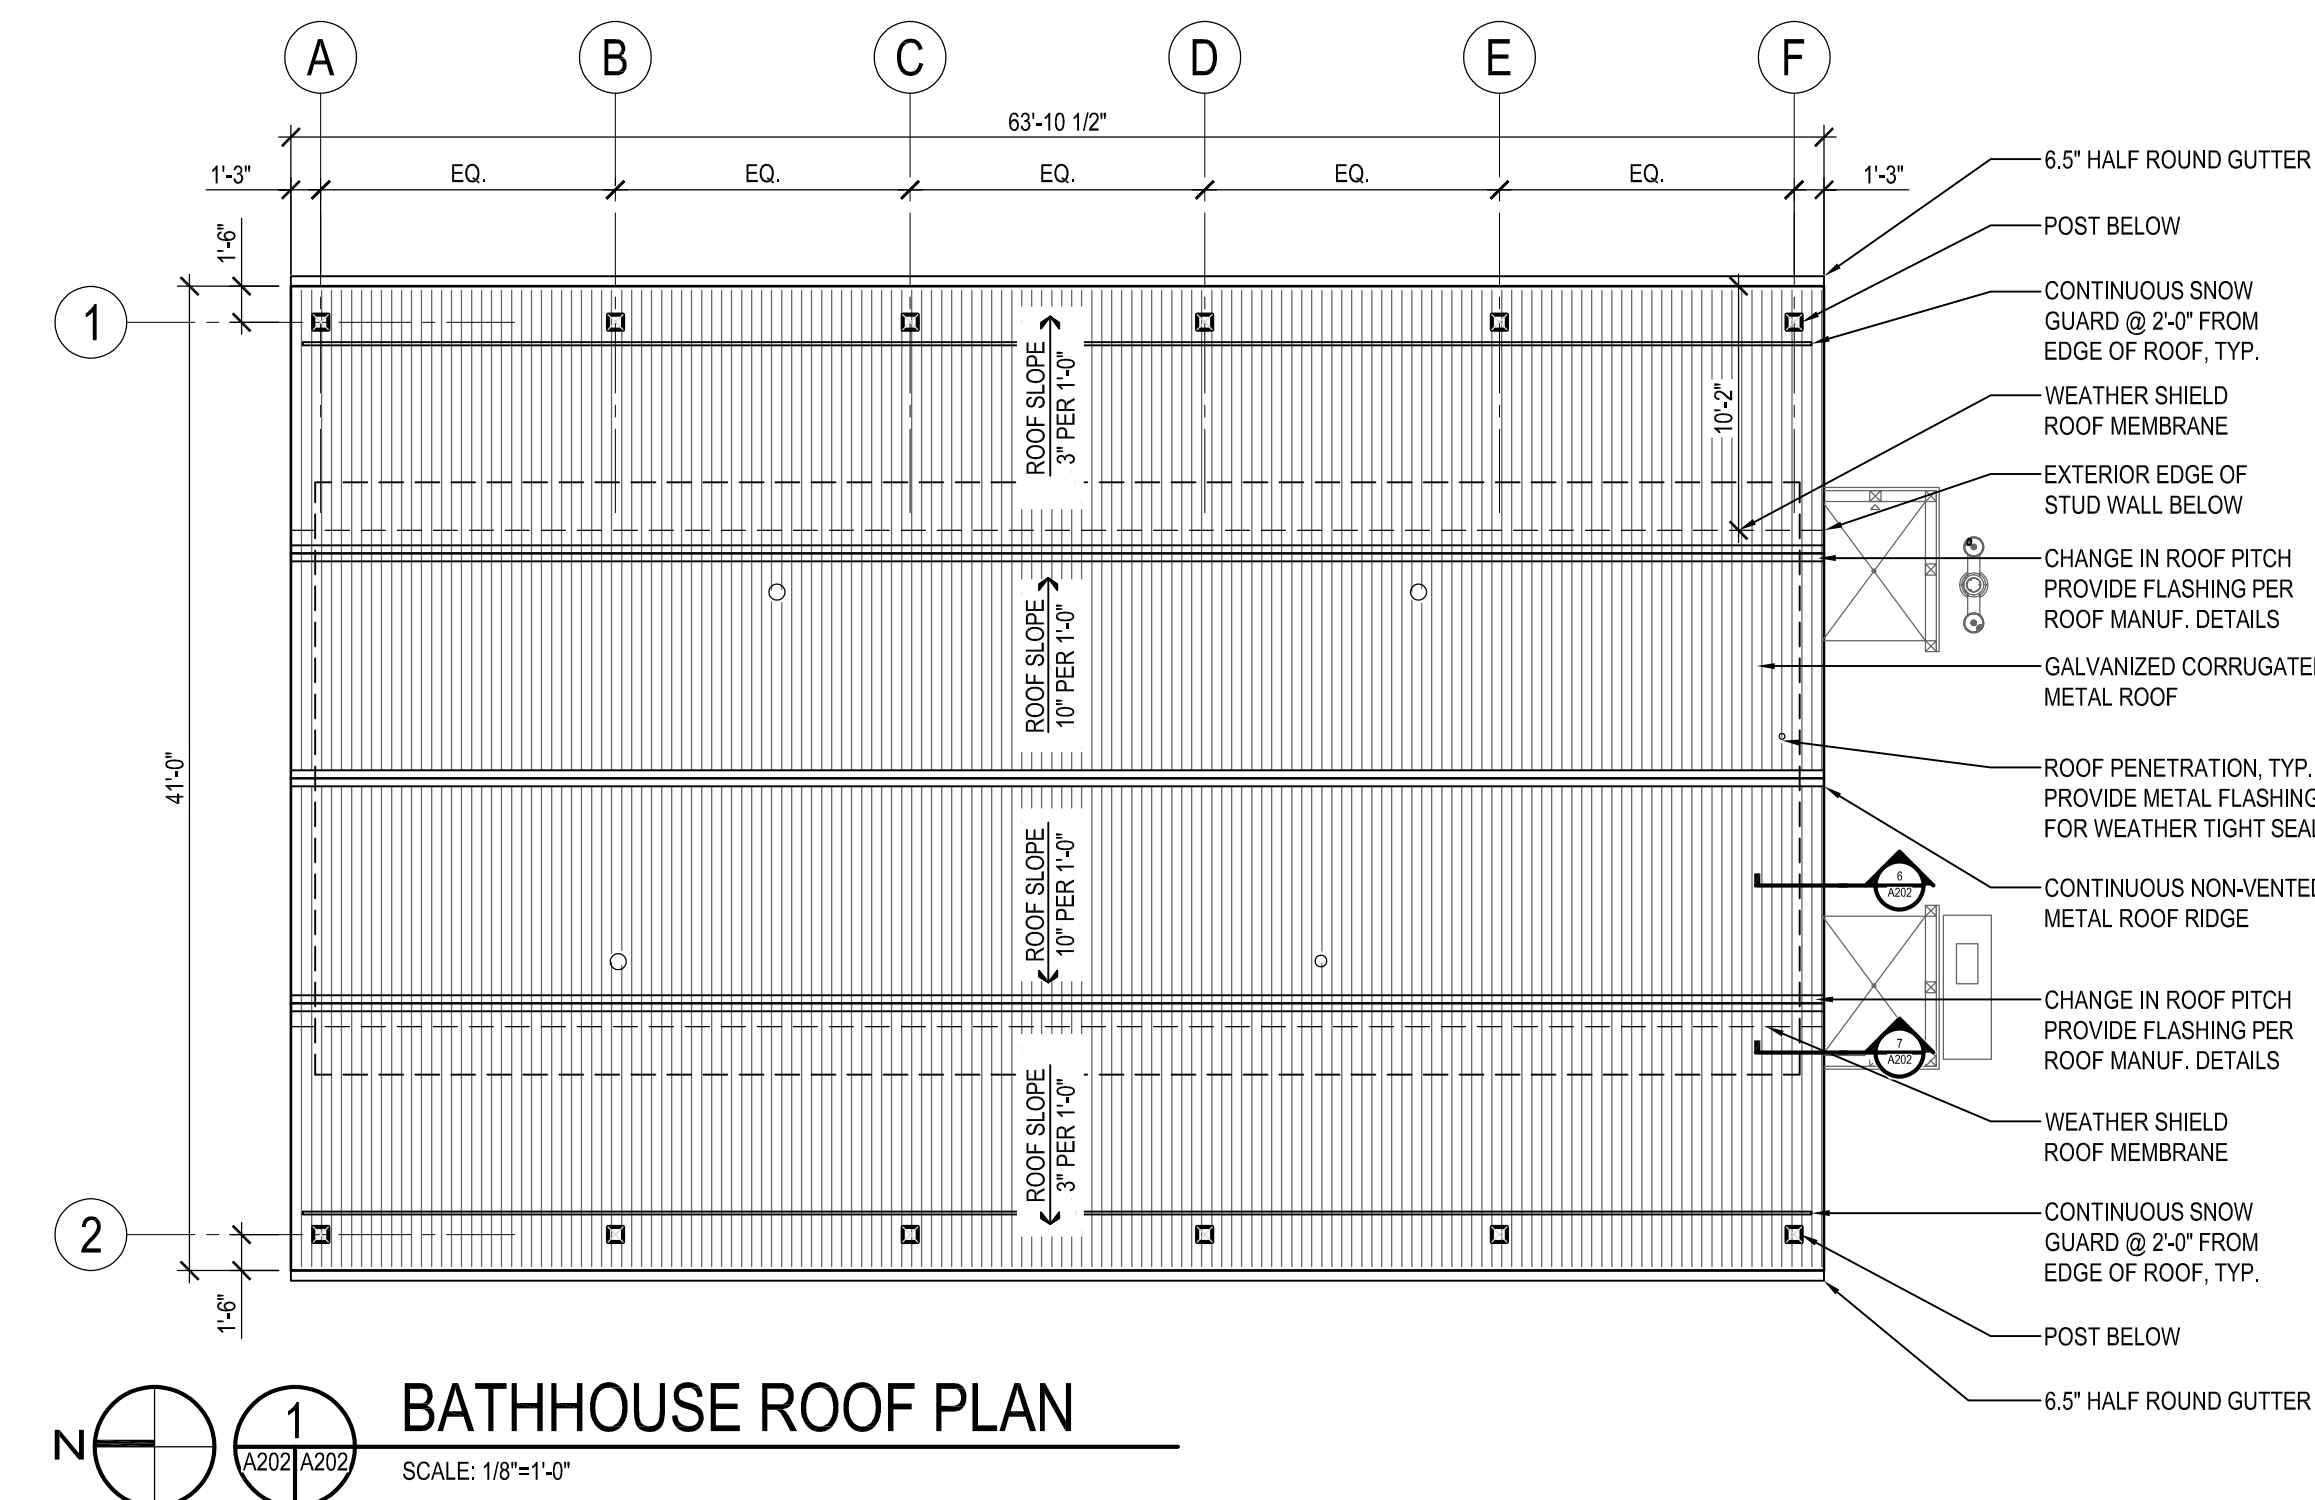 A B C D E F
63'-10 1/2"
1'-3" EQ. EQ. EQ. EQ. EQ. 1'-3"
1'-6"
1
41'-0"
2
1'-6"
10'-2"
ROOF SLOPE
3" PER 1'-0"
ROOF SLOPE
10" PER 1'-0"
ROOF SLOPE
10" PER 1'-0"
ROOF SLOPE
3" PER 1'-0"
6.5" HALF ROUND GUTTER
POST BELOW
CONTINUOUS SNOW
GUARD @ 2'-0" FROM
EDGE OF ROOF, TYP.
WEATHER SHIELD
ROOF MEMBRANE
EXTERIOR EDGE OF
STUD WALL BELOW
CHANGE IN ROOF PITCH
PROVIDE FLASHING PER
ROOF MANUF. DETAILS
GALVANIZED CORRUGATED
METAL ROOF
ROOF PENETRATION, TYP.
PROVIDE METAL FLASHING
FOR WEATHER TIGHT SEAL
6
A202
CONTINUOUS NON-VENTED
METAL ROOF RIDGE
CHANGE IN ROOF PITCH
PROVIDE FLASHING PER
ROOF MANUF. DETAILS
7
A202
WEATHER SHIELD
ROOF MEMBRANE
CONTINUOUS SNOW
GUARD @ 2'-0" FROM
EDGE OF ROOF, TYP.
POST BELOW
6.5" HALF ROUND GUTTER
N
1
A202 A202
BATHHOUSE ROOF PLAN
SCALE: 1/8"=1'-0"